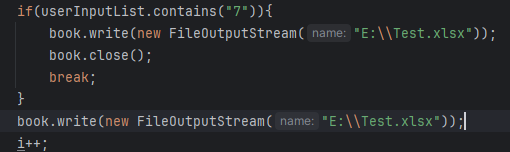 if(userInputList.contains("7")){
book.write(new FileOutputStream( name: "E:\\Test.xlsx"));
book.close();
break;
}
book.write(new FileOutputStream( name: "E:\\Test.xlsx"));
i++;